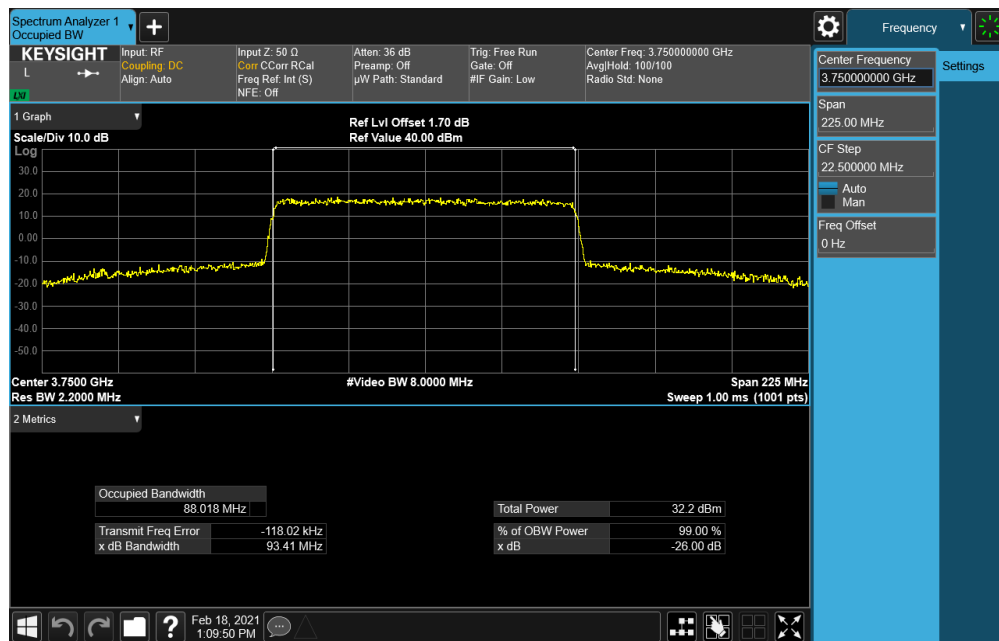 Spectrum Analyzer 1
Occupied BW
Frequency
KEYSIGHT
L
LXI
Input: RF
Coupling: DC
Align: Auto
Input Z: 50 Ω
Corr CCorr RCal
Freq Ref: Int (S)
NFE: Off
Atten: 36 dB
Preamp: Off
µW Path: Standard
Trig: Free Run
Gate: Off
#IF Gain: Low
Center Freq: 3.750000000 GHz
Avg|Hold: 100/100
Radio Std: None
Center Frequency
3.750000000 GHz
Settings
Span
225.00 MHz
CF Step
22.500000 MHz
Auto
Man
Freq Offset
0 Hz
1 Graph
Scale/Div 10.0 dB
Ref Lvl Offset 1.70 dB
Ref Value 40.00 dBm
Log
30.0
20.0
10.0
0.00
-10.0
-20.0
-30.0
-40.0
-50.0
Center 3.7500 GHz
#Video BW 8.0000 MHz
Span 225 MHz
Res BW 2.2000 MHz
Sweep 1.00 ms (1001 pts)
2 Metrics
Occupied Bandwidth
88.018 MHz
Total Power 32.2 dBm
Transmit Freq Error -118.02 kHz
% of OBW Power 99.00 %
x dB Bandwidth 93.41 MHz
x dB -26.00 dB
?
Feb 18, 2021
1:09:50 PM